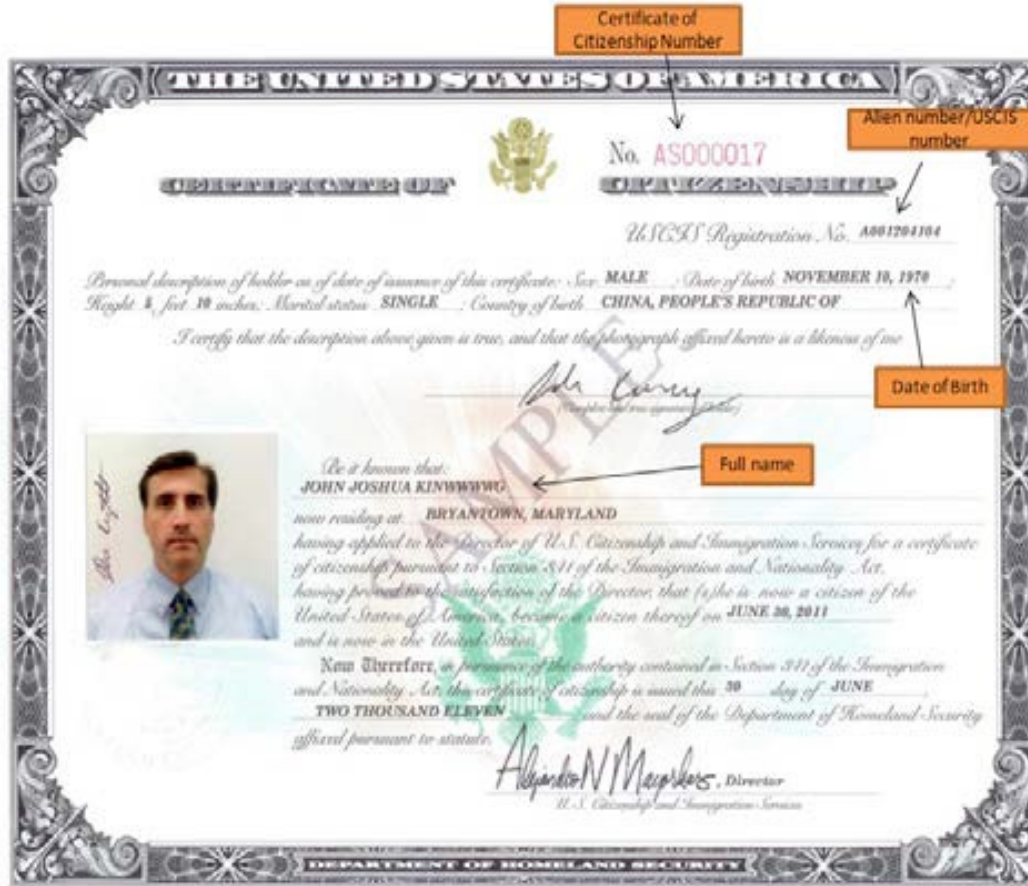 Certificate of
Citizenship Number
THE UNITED STATES OF AMERICA
Alien number/USCIS
number
No. AS000017
CERTIFICATE OF CITIZENSHIP
USCIS Registration No. A001204104
Personal description of holder as of date of issuance of this certificate: Sex MALE ; Date of birth NOVEMBER 10, 1970 ;
Height 5 feet 10 inches; Marital status SINGLE ; Country of birth CHINA, PEOPLE'S REPUBLIC OF
I certify that the description above given is true, and that the photograph affixed hereto is a likeness of me
Date of Birth
SAMPLE
Full name
Be it known that:
JOHN JOSHUA KINWWWWG
now residing at BRYANTOWN, MARYLAND
having applied to the Director of U.S. Citizenship and Immigration Services for a certificate
of citizenship pursuant to Section 341 of the Immigration and Nationality Act,
having proved to the satisfaction of the Director, that (s)he is now a citizen of the
United States of America, became a citizen thereof on JUNE 30, 2011
and is now in the United States,
Now Therefore, in pursuance of the authority contained in Section 341 of the Immigration
and Nationality Act, this certificate of citizenship is issued this 30 day of JUNE ,
TWO THOUSAND ELEVEN and the seal of the Department of Homeland Security
affixed pursuant to statute.
Alejandro N Mayorkas, Director
U.S. Citizenship and Immigration Services
DEPARTMENT OF HOMELAND SECURITY